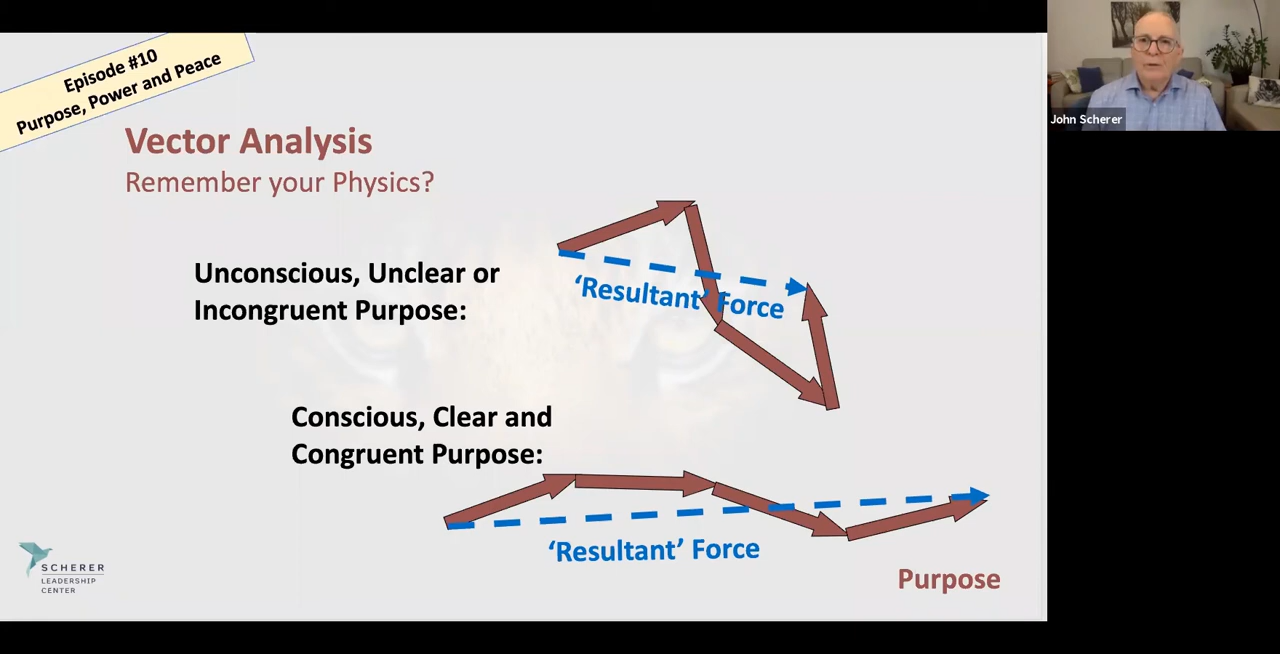 Episode #10
Purpose, Power and Peace
John Scherer
Vector Analysis
Remember your Physics?
Unconscious, Unclear or
Incongruent Purpose:
‘Resultant’ Force
Conscious, Clear and
Congruent Purpose:
‘Resultant’ Force
Purpose
SCHERER
LEADERSHIP
CENTER